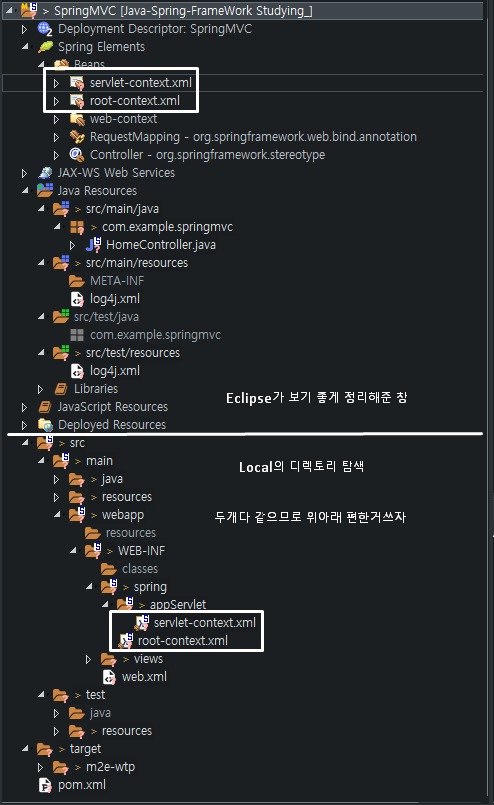 > SpringMVC [Java-Spring-FrameWork Studying_]
Deployment Descriptor: SpringMVC
Spring Elements
Beans
servlet-context.xml
root-context.xml
web-context
RequestMapping - org.springframework.web.bind.annotation
Controller - org.springframework.stereotype
JAX-WS Web Services
Java Resources
> src/main/java
> com.example.springmvc
> HomeController.java
> src/main/resources
META-INF
log4j.xml
src/test/java
com.example.springmvc
> src/test/resources
log4j.xml
Libraries
Eclipse가 보기 좋게 정리해준 참
JavaScript Resources
Deployed Resources
> src
> main
Local의 디렉토리 탐색
> java
> resources
> webapp
두개다 같으므로 위아래 편한거쓰자
resources
> WEB-INF
classes
> spring
> appServlet
> servlet-context.xml
> root-context.xml
> views
web.xml
> test
java
> resources
> target
> m2e-wtp
pom.xml